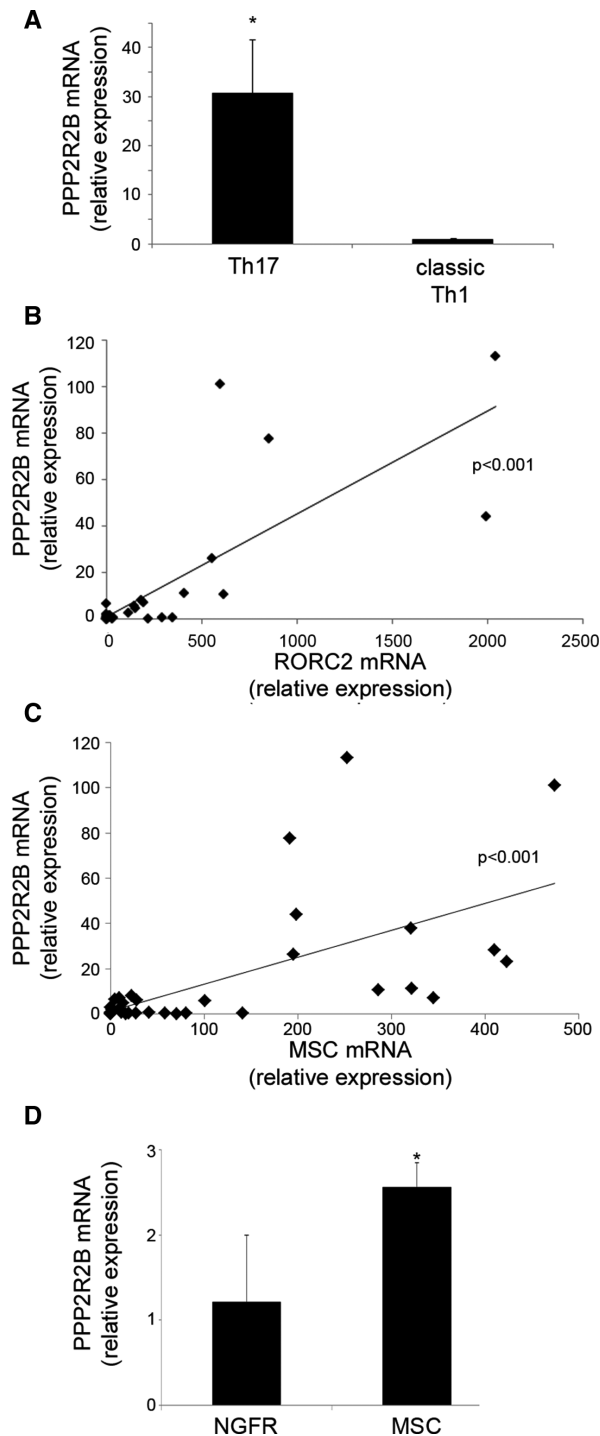 A
PPP2R2B mRNA
(relative expression)
*
40
30
20
10
0
Th17
classic
Th1
B
PPP2R2B mRNA
(relative expression)
120
100
80
60
40
20
0
p<0.001
0
500
1000
1500
2000
2500
RORC2 mRNA
(relative expression)
C
PPP2R2B mRNA
(relative expression)
120
100
80
60
40
20
0
p<0.001
0
100
200
300
400
500
MSC mRNA
(relative expression)
D
PPP2R2B mRNA
(relative expression)
3
2
1
0
*
NGFR
MSC